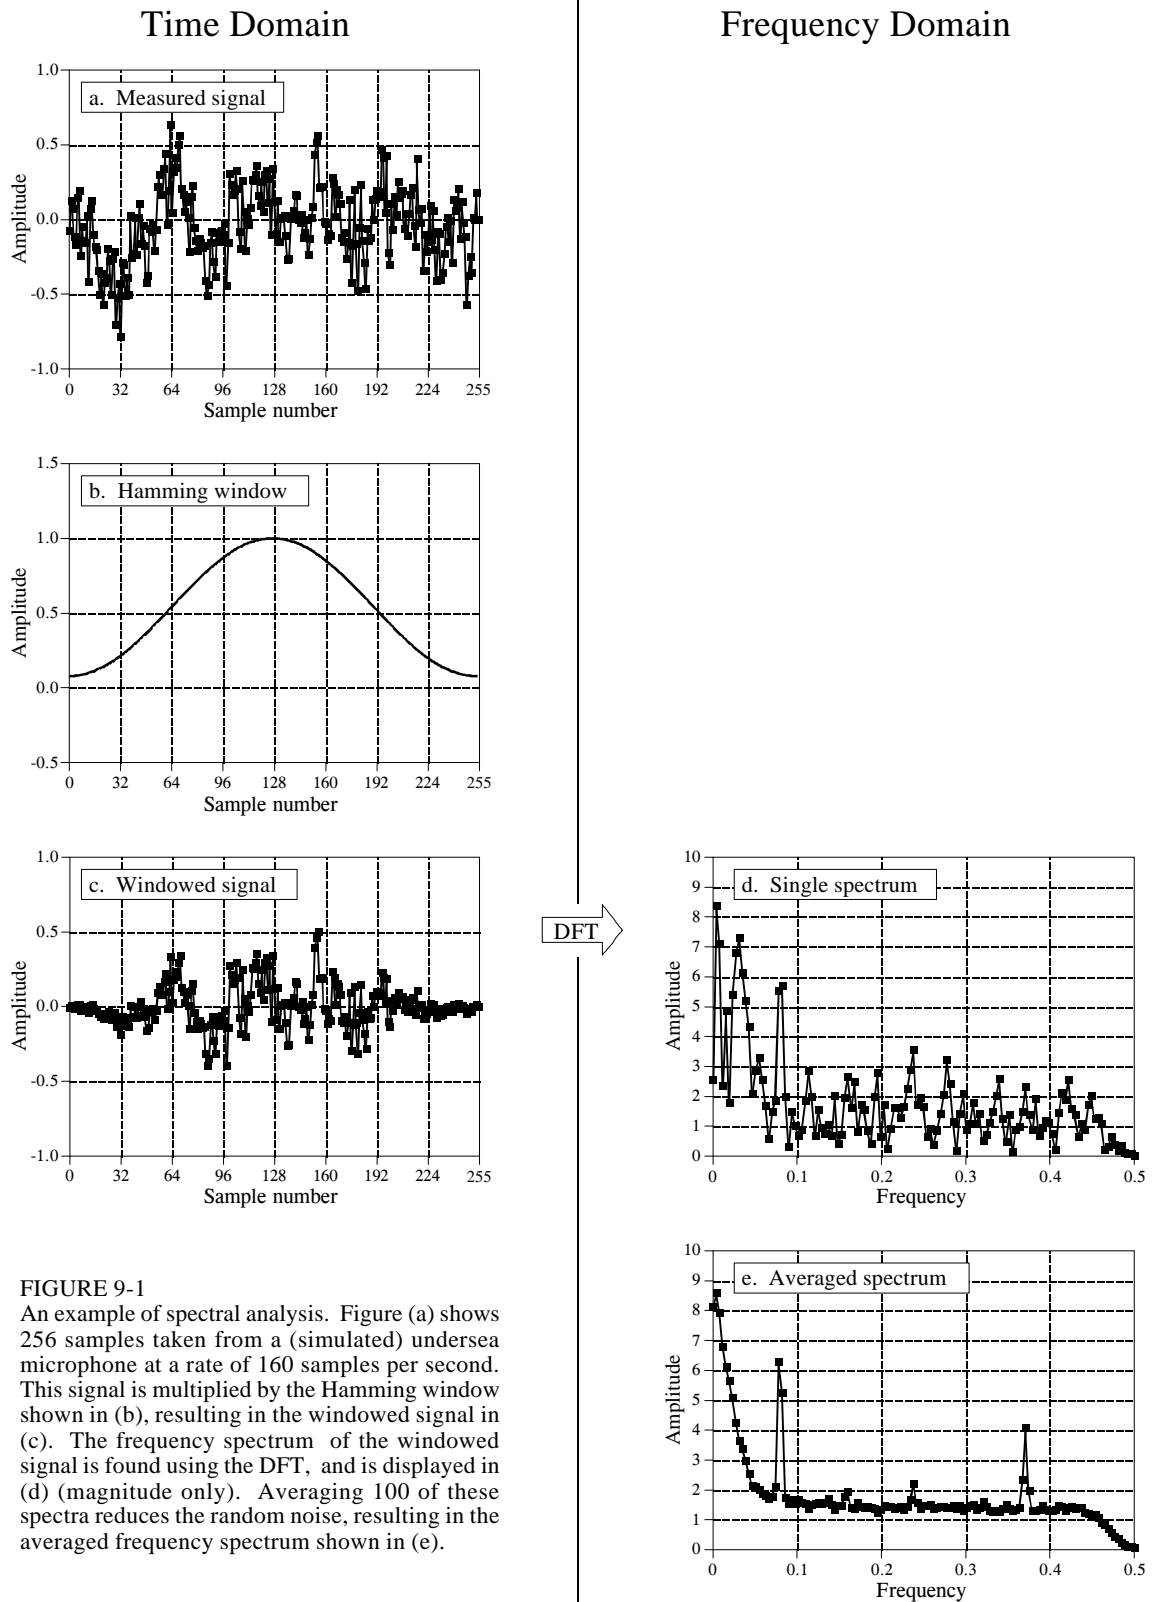 Time Domain
Frequency Domain
1.0
0.5
0.0
-0.5
-1.0
Amplitude
a. Measured signal
0 32 64 96 128 160 192 224 255
Sample number
1.5
1.0
0.5
0.0
-0.5
Amplitude
b. Hamming window
0 32 64 96 128 160 192 224 255
Sample number
1.0
0.5
0.0
-0.5
-1.0
Amplitude
c. Windowed signal
0 32 64 96 128 160 192 224 255
Sample number
DFT
10
9
8
7
6
5
4
3
2
1
0
Amplitude
d. Single spectrum
0 0.1 0.2 0.3 0.4 0.5
Frequency
FIGURE 9-1
An example of spectral analysis. Figure (a) shows
256 samples taken from a (simulated) undersea
microphone at a rate of 160 samples per second.
This signal is multiplied by the Hamming window
shown in (b), resulting in the windowed signal in
(c). The frequency spectrum of the windowed
signal is found using the DFT, and is displayed in
(d) (magnitude only). Averaging 100 of these
spectra reduces the random noise, resulting in the
averaged frequency spectrum shown in (e).
10
9
8
7
6
5
4
3
2
1
0
Amplitude
e. Averaged spectrum
0 0.1 0.2 0.3 0.4 0.5
Frequency